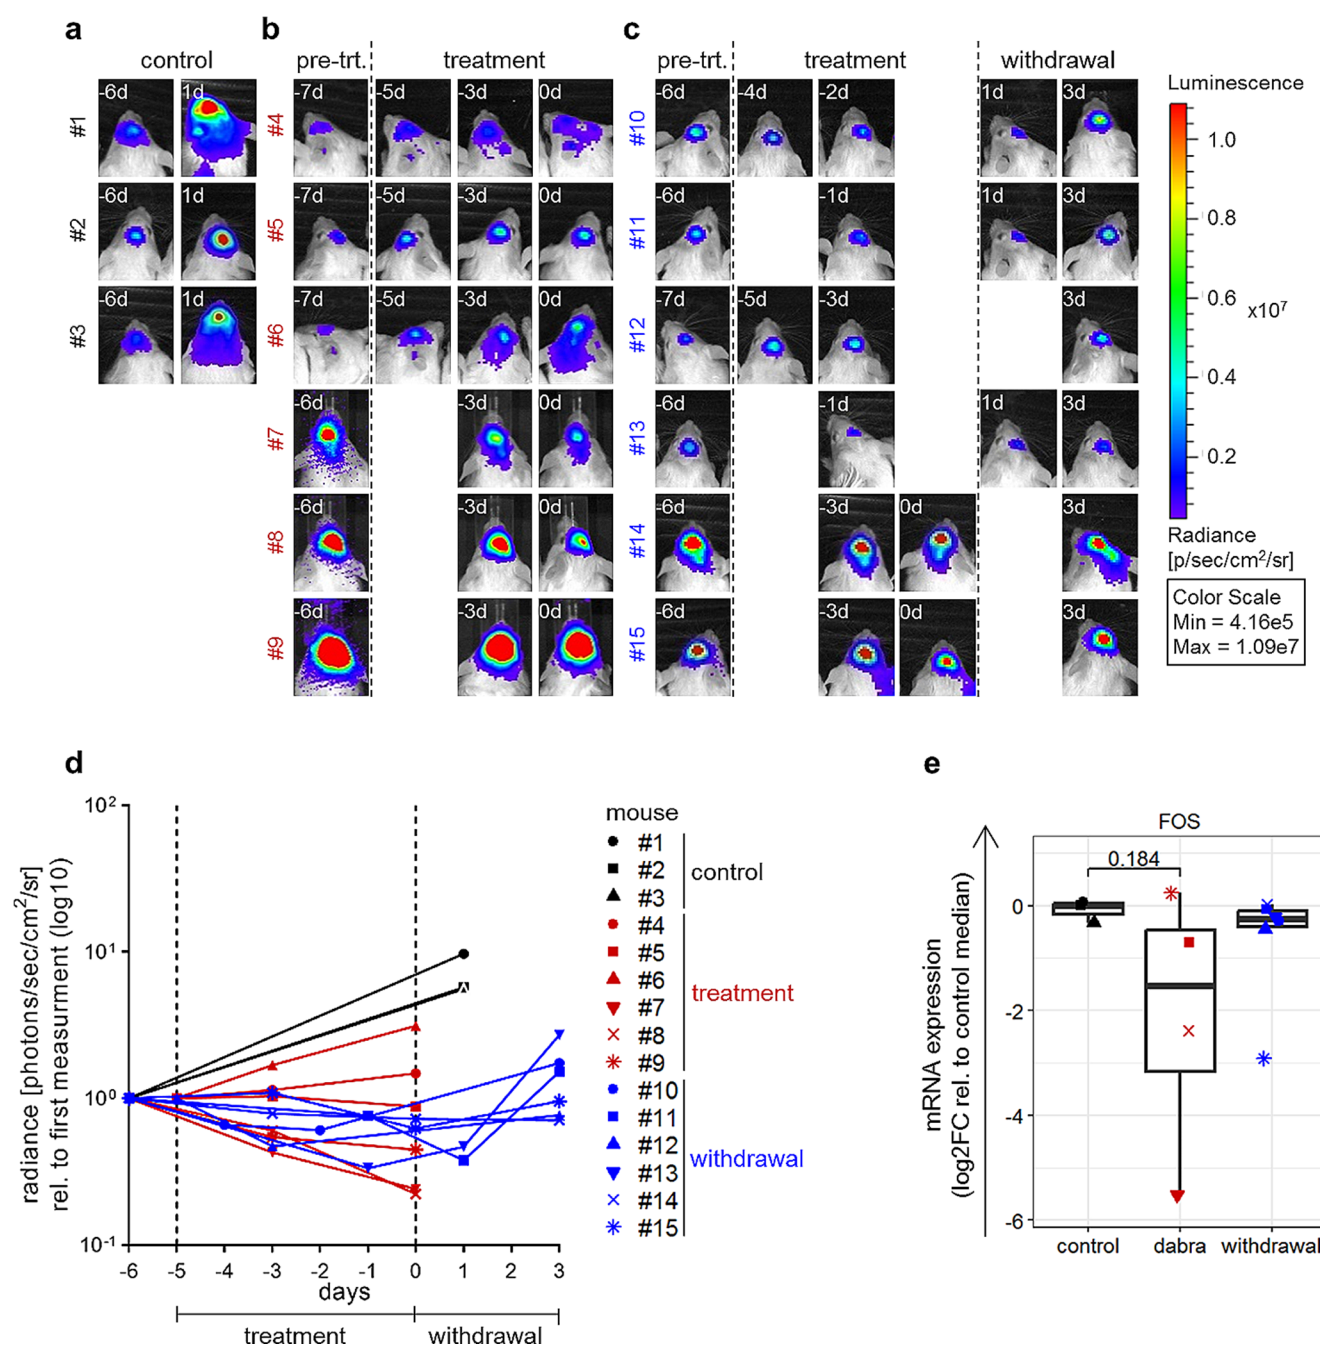 a
b
c
control
pre-trt.
treatment
pre-trt.
treatment
withdrawal
Luminescence
#1
-6d
1d
#4
-7d
-5d
-3d
0d
#10
-6d
-4d
-2d
1d
3d
#2
-6d
1d
#5
-7d
-5d
-3d
0d
#11
-6d
-1d
1d
3d
#3
-6d
1d
#6
-7d
-5d
-3d
0d
#12
-7d
-5d
-3d
3d
#7
-6d
-3d
0d
#13
-6d
-1d
1d
3d
#8
-6d
-3d
0d
#14
-6d
-3d
0d
3d
#9
-6d
-3d
0d
#15
-6d
-3d
0d
3d
1.0
0.8
0.6
x10⁷
0.4
0.2
Radiance
[p/sec/cm²/sr]
Color Scale
Min = 4.16e5
Max = 1.09e7
d
radiance [photons/sec/cm²/sr]
rel. to first measurment (log10)
10²
10¹
10⁰
10⁻¹
-6
-5
-4
-3
-2
-1
0
1
2
3
days
treatment
withdrawal
mouse
#1
#2
#3
control
#4
#5
#6
#7
#8
#9
treatment
#10
#11
#12
#13
#14
#15
withdrawal
e
FOS
mRNA expression
(log2FC rel. to control median)
0.184
0
-2
-4
-6
control
dabra
withdrawal